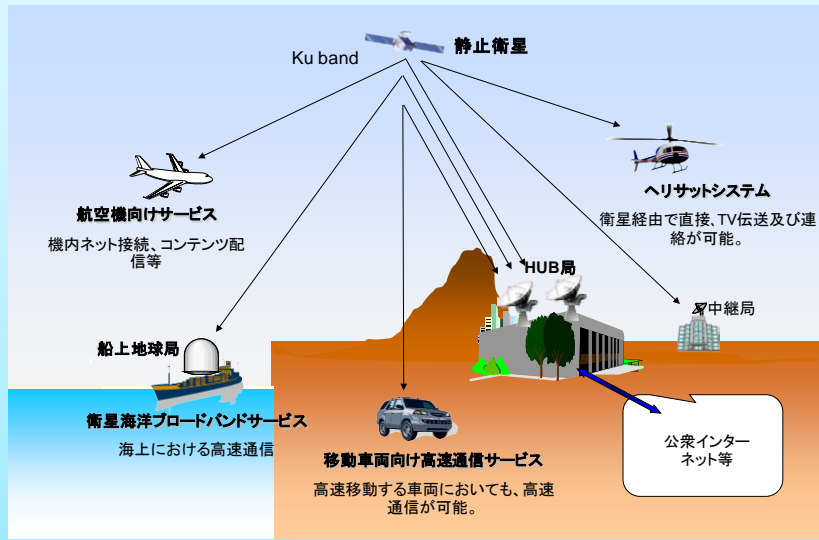 静止衛星
Ku band
航空機向けサービス
機内ネット接続、コンテンツ配
信等
ヘリサットシステム
衛星経由で直接、TV伝送及び連
絡が可能。
HUB局
中継局
船上地球局
衛星海洋ブロードバンドサービス
海上における高速通信
移動車両向け高速通信サービス
高速移動する車両においても、高速
通信が可能。
公衆インター
ネット等